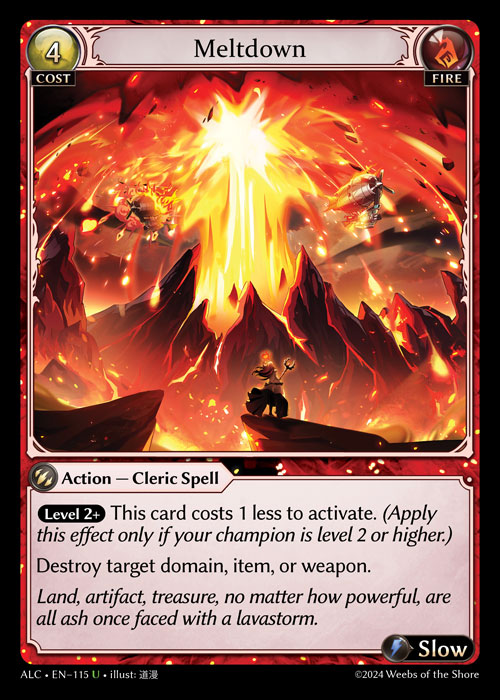 4
COST
Meltdown
FIRE
Action — Cleric Spell
Level 2+ This card costs 1 less to activate. (Apply
this effect only if your champion is level 2 or higher.)
Destroy target domain, item, or weapon.
Land, artifact, treasure, no matter how powerful, are
all ash once faced with a lavastorm.
Slow
ALC • EN–115 U • illust: 道漫
©2024 Weebs of the Shore